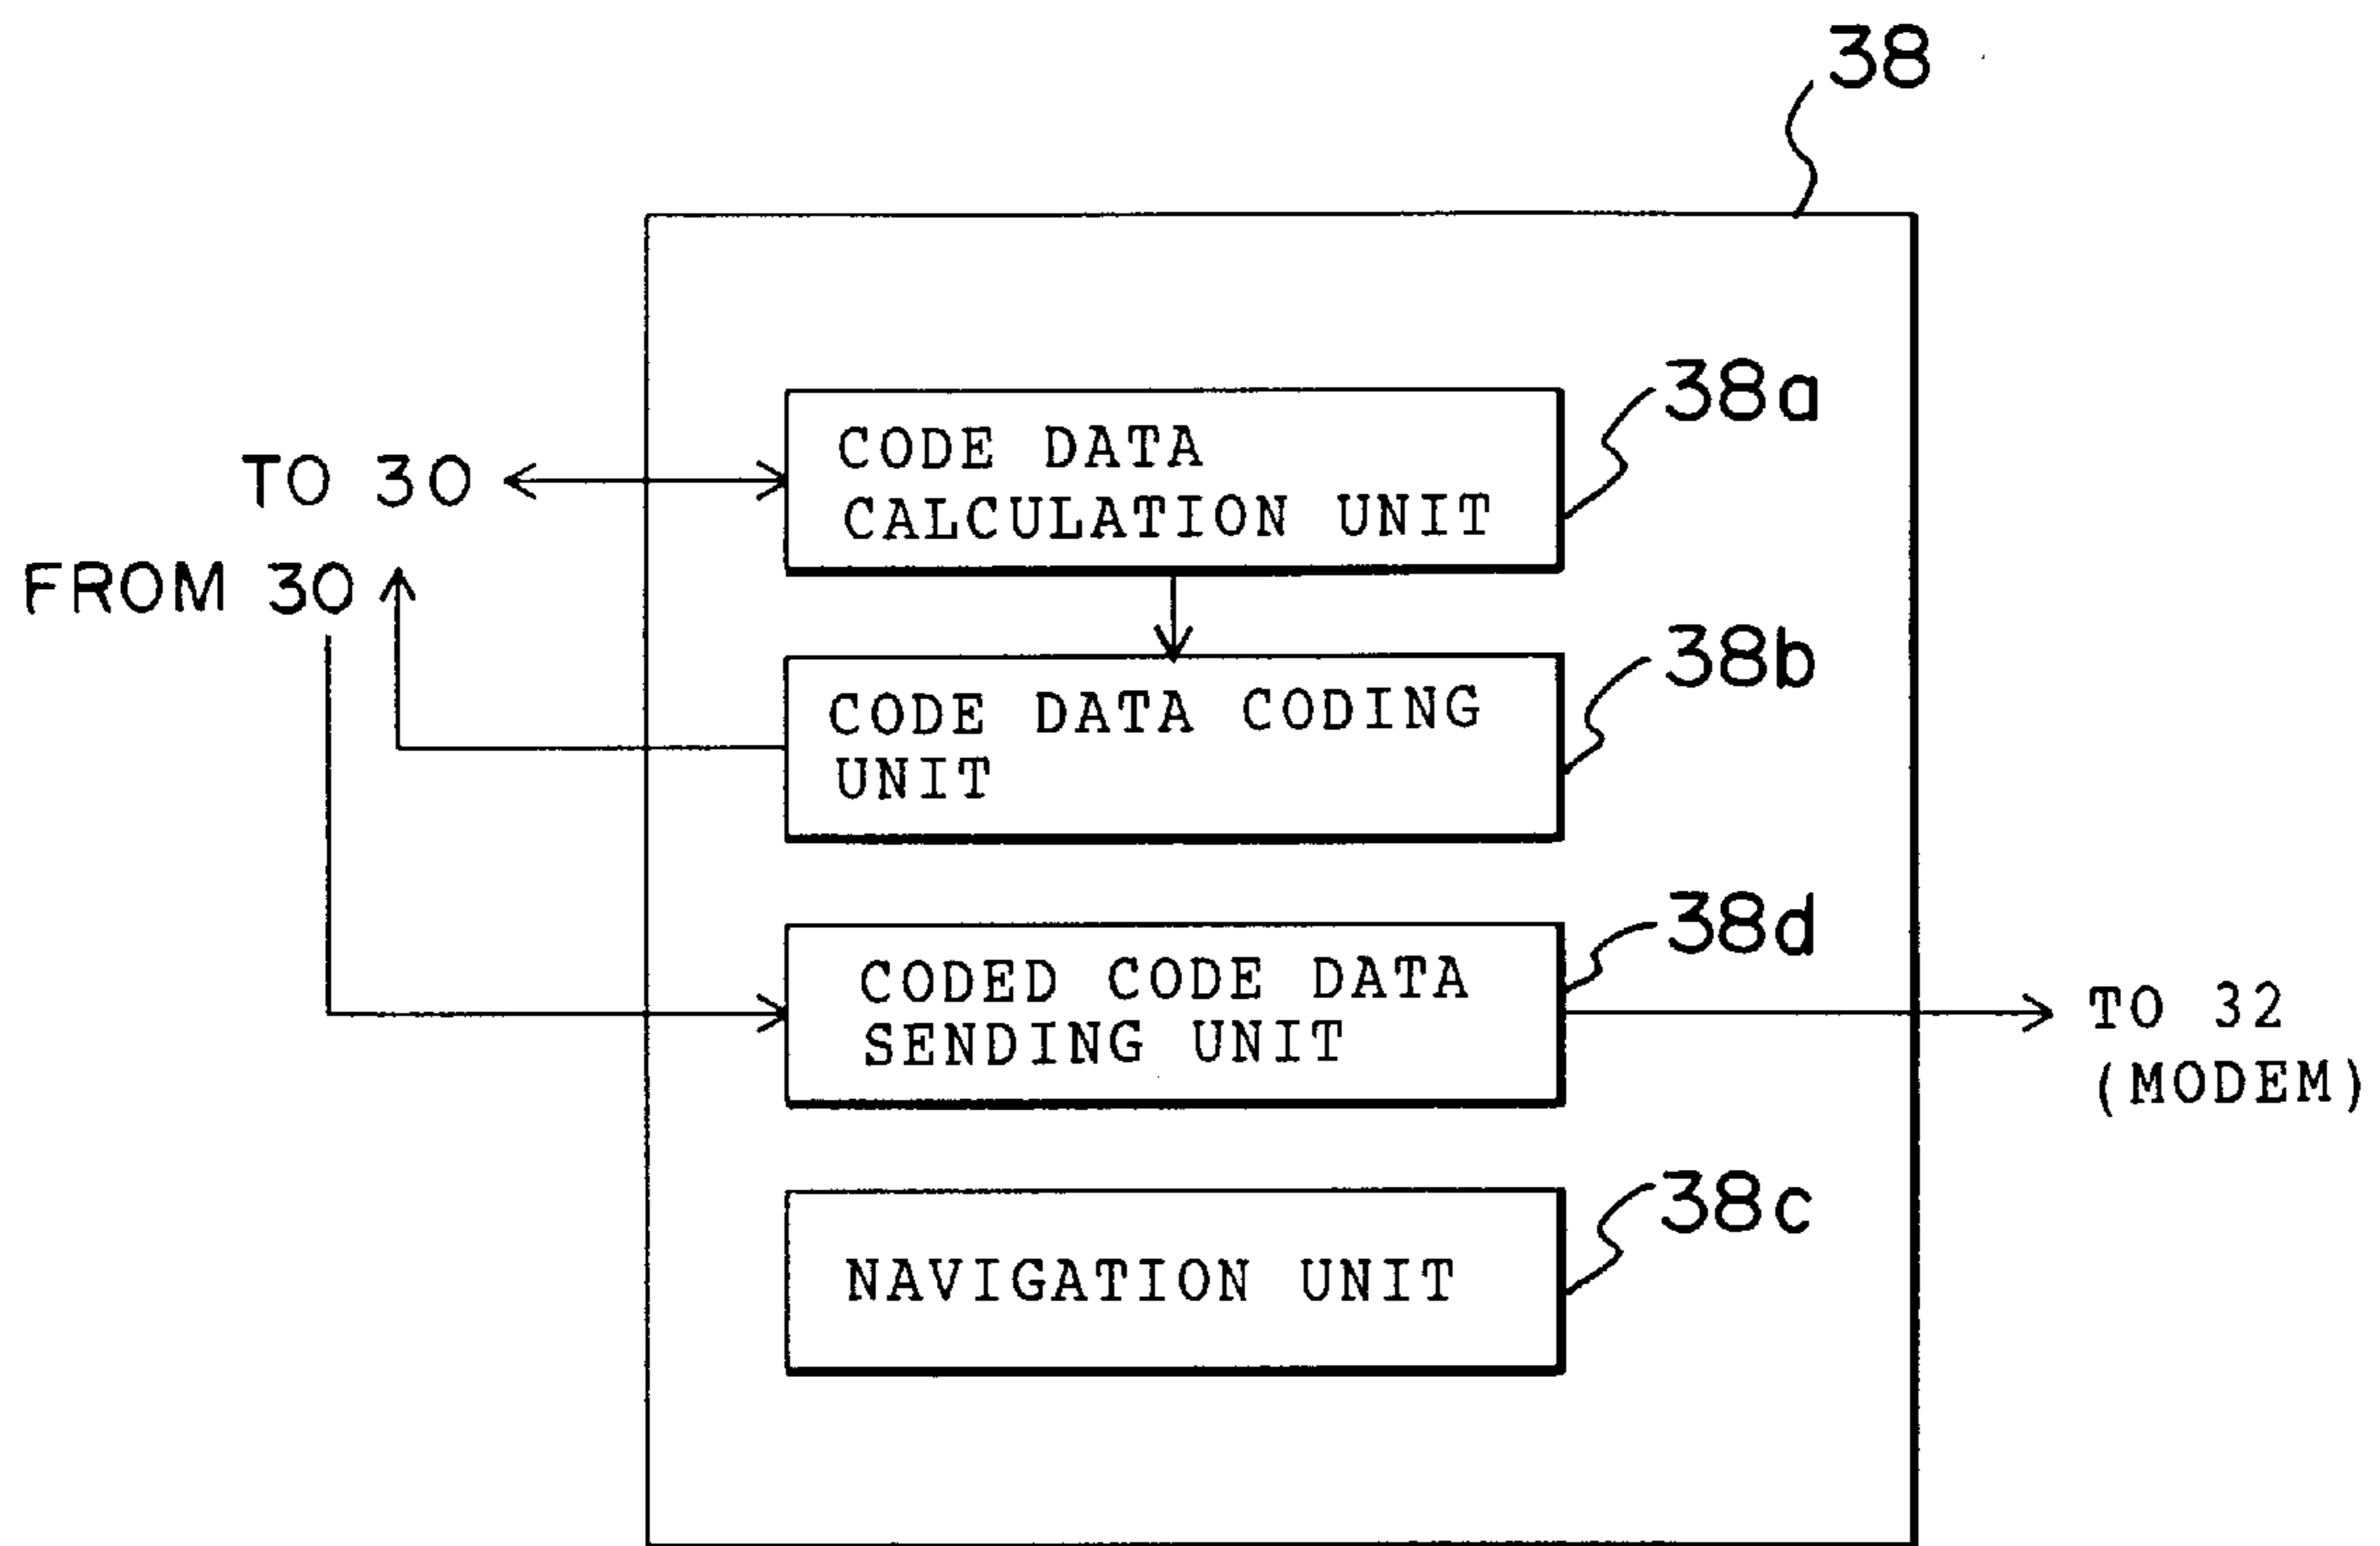 38
38a
CODE DATA
CALCULATION UNIT
TO 30
FROM 30
38b
CODE DATA CODING
UNIT
38d
CODED CODE DATA
SENDING UNIT
TO 32
(MODEM)
38c
NAVIGATION UNIT